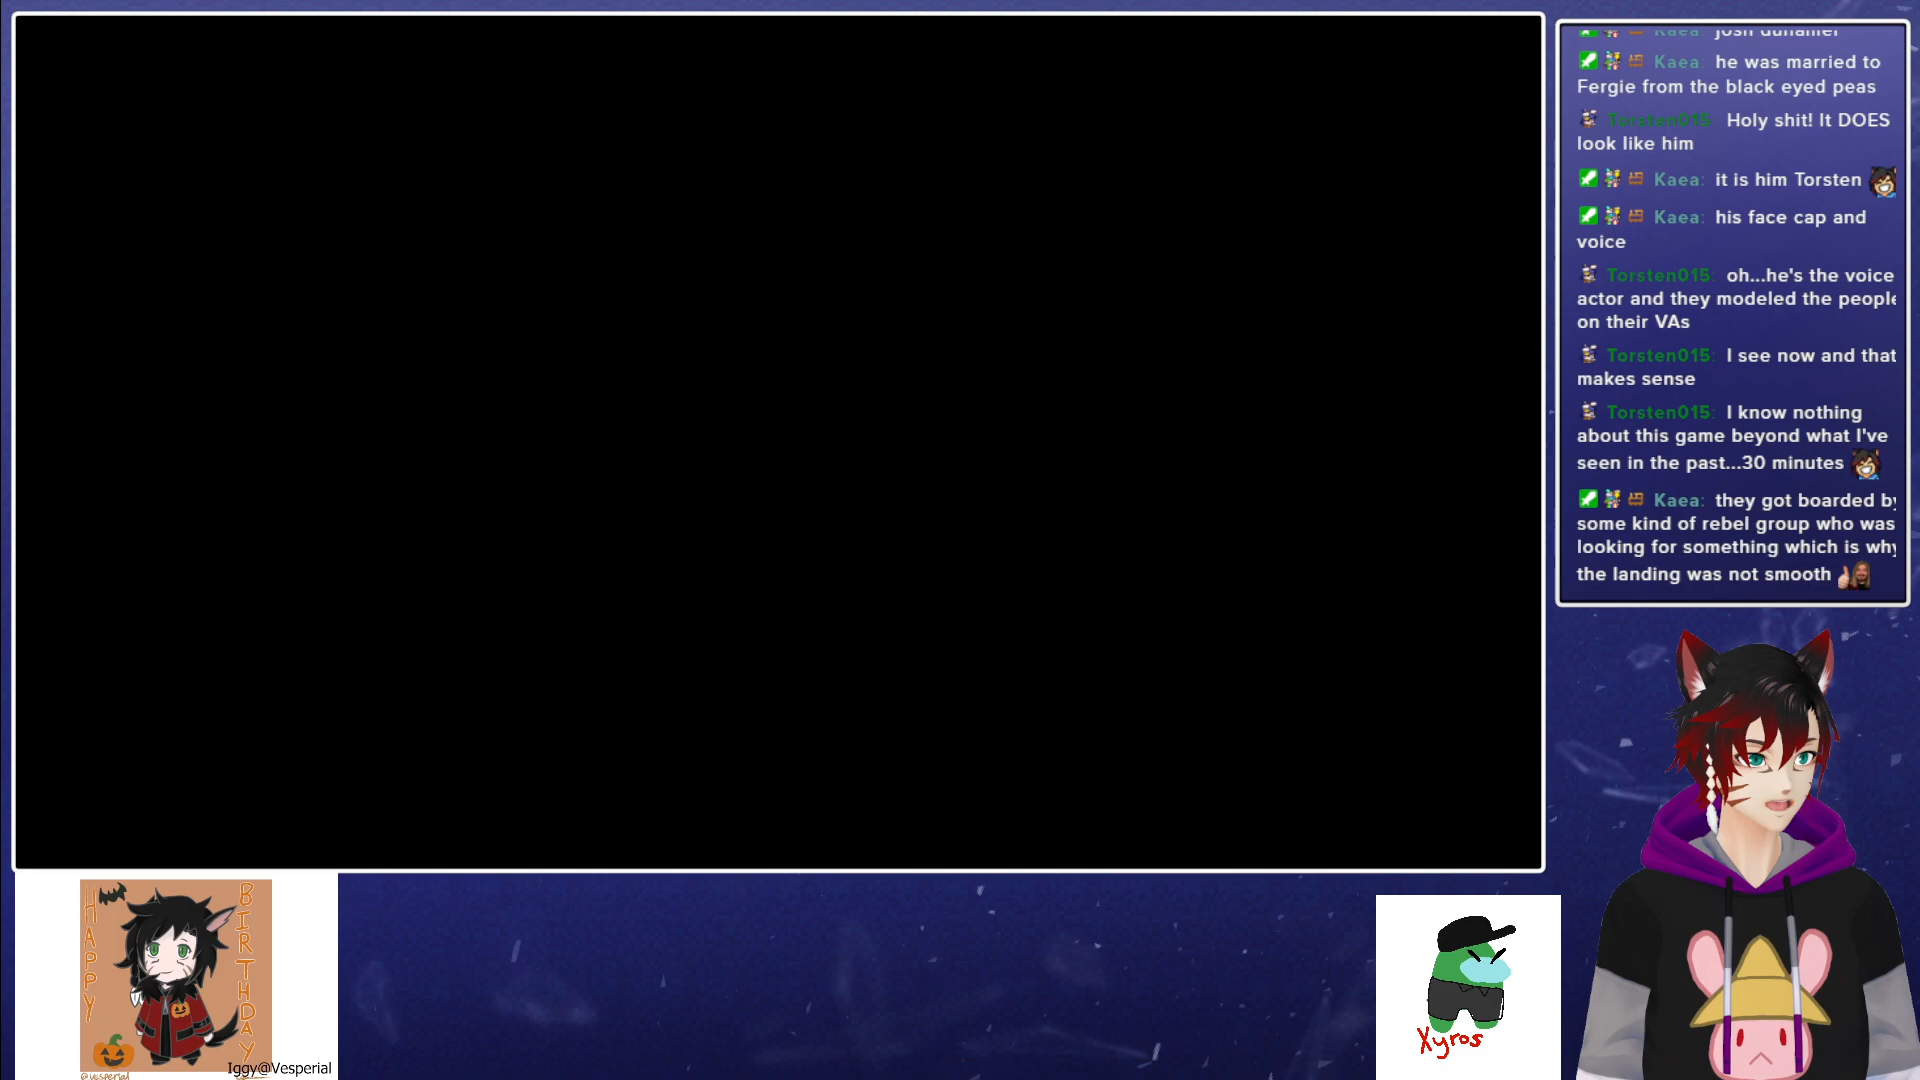 Kaea: josh duhamel
Kaea: he was married to
Fergie from the black eyed peas
Torsten015: Holy shit! It DOES
look like him
Kaea: it is him Torsten
Kaea: his face cap and
voice
Torsten015: oh...he's the voice
actor and they modeled the people
on their VAs
Torsten015: I see now and that
makes sense
Torsten015: I know nothing
about this game beyond what I've
seen in the past...30 minutes
Kaea: they got boarded by
some kind of rebel group who was
looking for something which is why
the landing was not smooth
HAPPY
BIRTHDAY
@vesperial
Iggy@Vesperial
Xyros